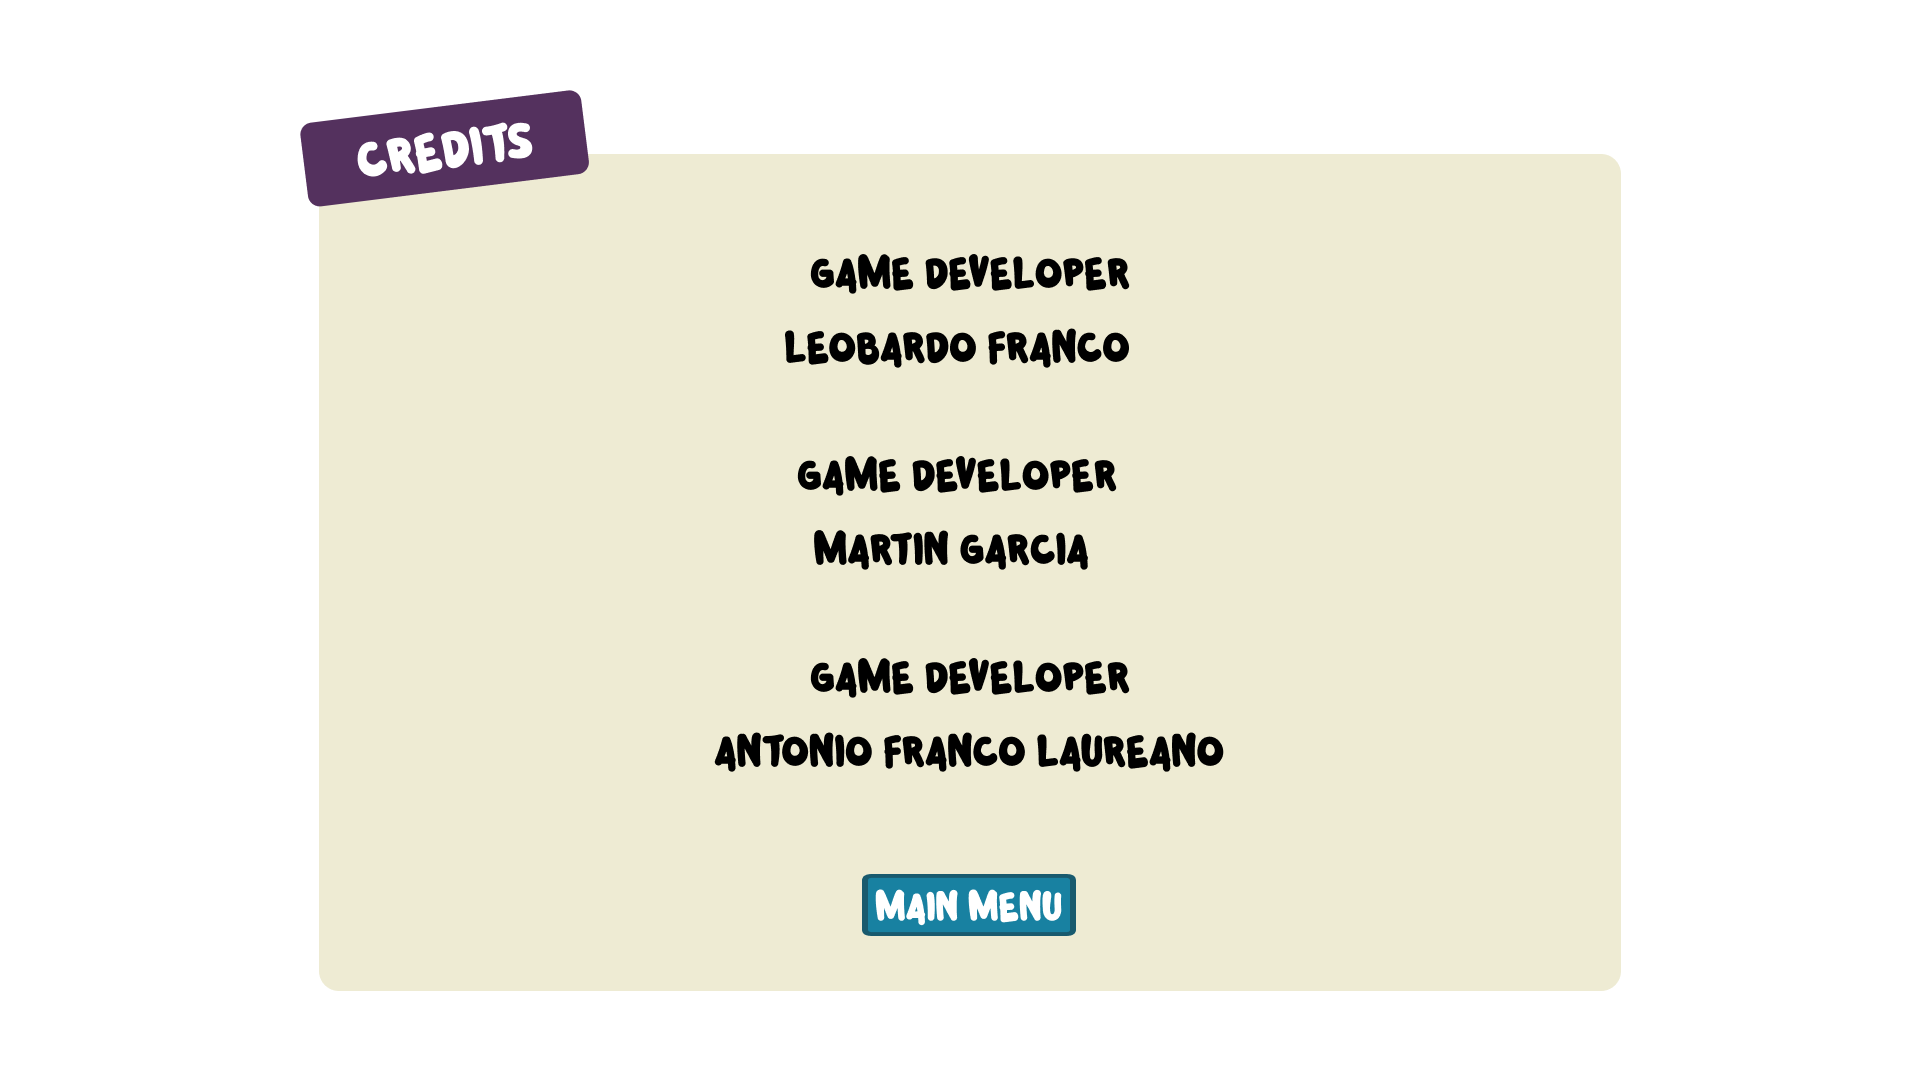 CREDITS
GAME DEVELOPER
LEOBARDO FRANCO
GAME DEVELOPER
MARTIN GARCIA
GAME DEVELOPER
ANTONIO FRANCO LAUREANO
MAIN MENU